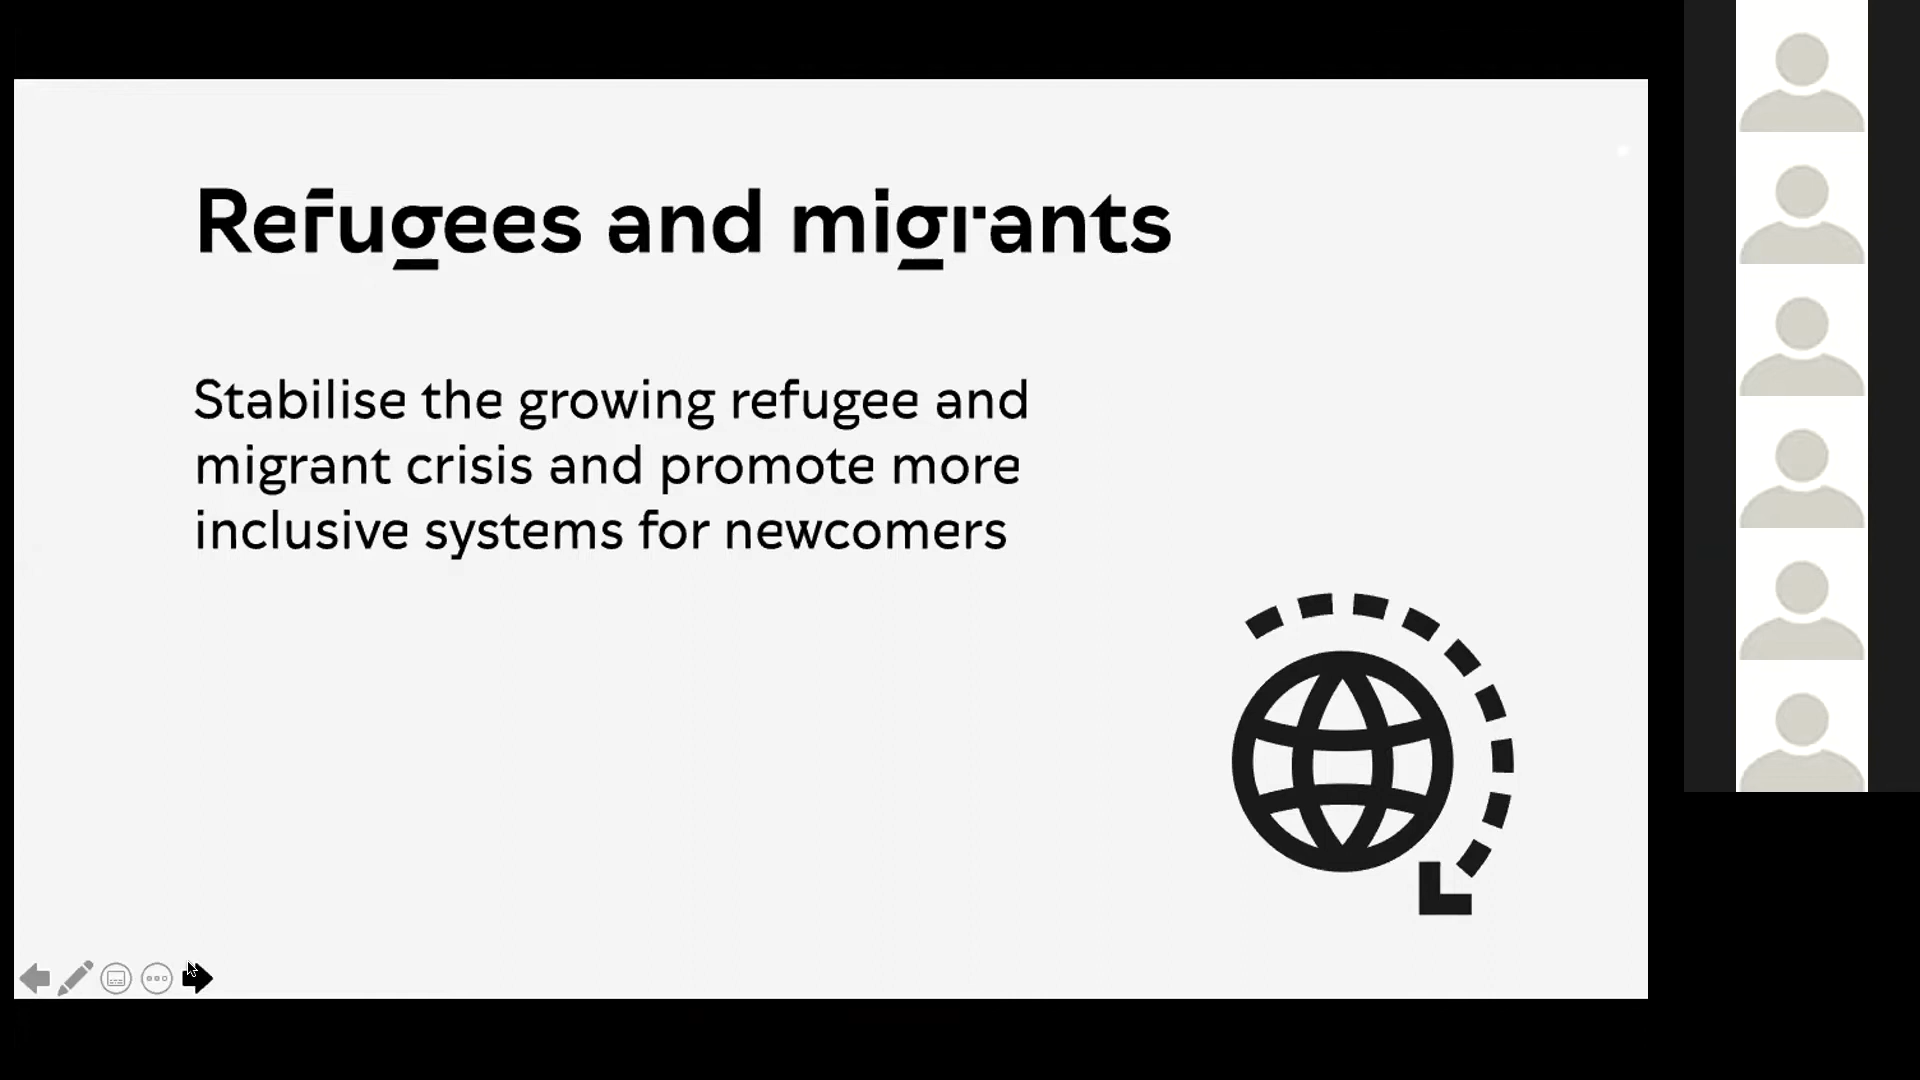 Refugees and migrants
Stabilise the growing refugee and
migrant crisis and promote more
inclusive systems for newcomers